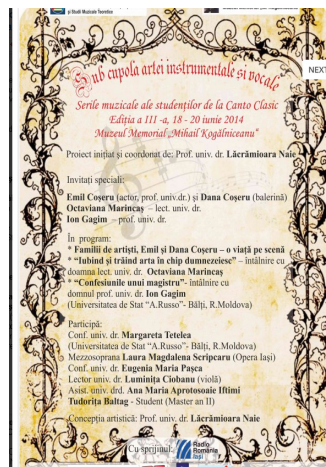 și Studii Muzicale Teoretice
Sub cupola artei instrumentale si vocale
NEXT
Serile muzicale ale studenților de la Canto Clasic
Ediția a III -a, 18 - 20 iunie 2014
Muzeul Memorial „Mihail Kogălniceanu“
Proiect inițiat și coordonat de: Prof. univ. dr. Lăcrămioara Naie
Invitați speciali:
Emil Coșeru (actor, prof. univ.dr.) și Dana Coșeru (balerină)
Octaviana Marincaș – lect. univ. dr.
Ion Gagim – prof. univ. dr.
În program:
* Familii de artiști, Emil și Dana Coșeru – o viață pe scenă
* “Iubind și trăind arta în chip dumnezeiesc” – întâlnire cu
doamna lect. univ. dr. Octaviana Marincaș
* “Confesiunile unui magistru”- întâlnire cu
domnul prof. univ. dr. Ion Gagim
(Universitatea de Stat “A.Russo”- Bălți, R.Moldova)
Participă:
Conf. univ. dr. Margareta Tetelea
(Universitatea de Stat “A.Russo”- Bălți, R.Moldova)
Mezzosoprana Laura Magdalena Scripcaru (Opera Iași)
Conf. univ. dr. Eugenia Maria Pașca
Lector univ. dr. Luminița Ciobanu (violă)
Asist. univ. drd. Ana Maria Aprotosoaie Iftimi
Tudorița Baltag - Student (Master an II)
Concepția artistică: Prof. univ. dr. Lăcrămioara Naie
Cu sprijinul:
Radio
România
Iași